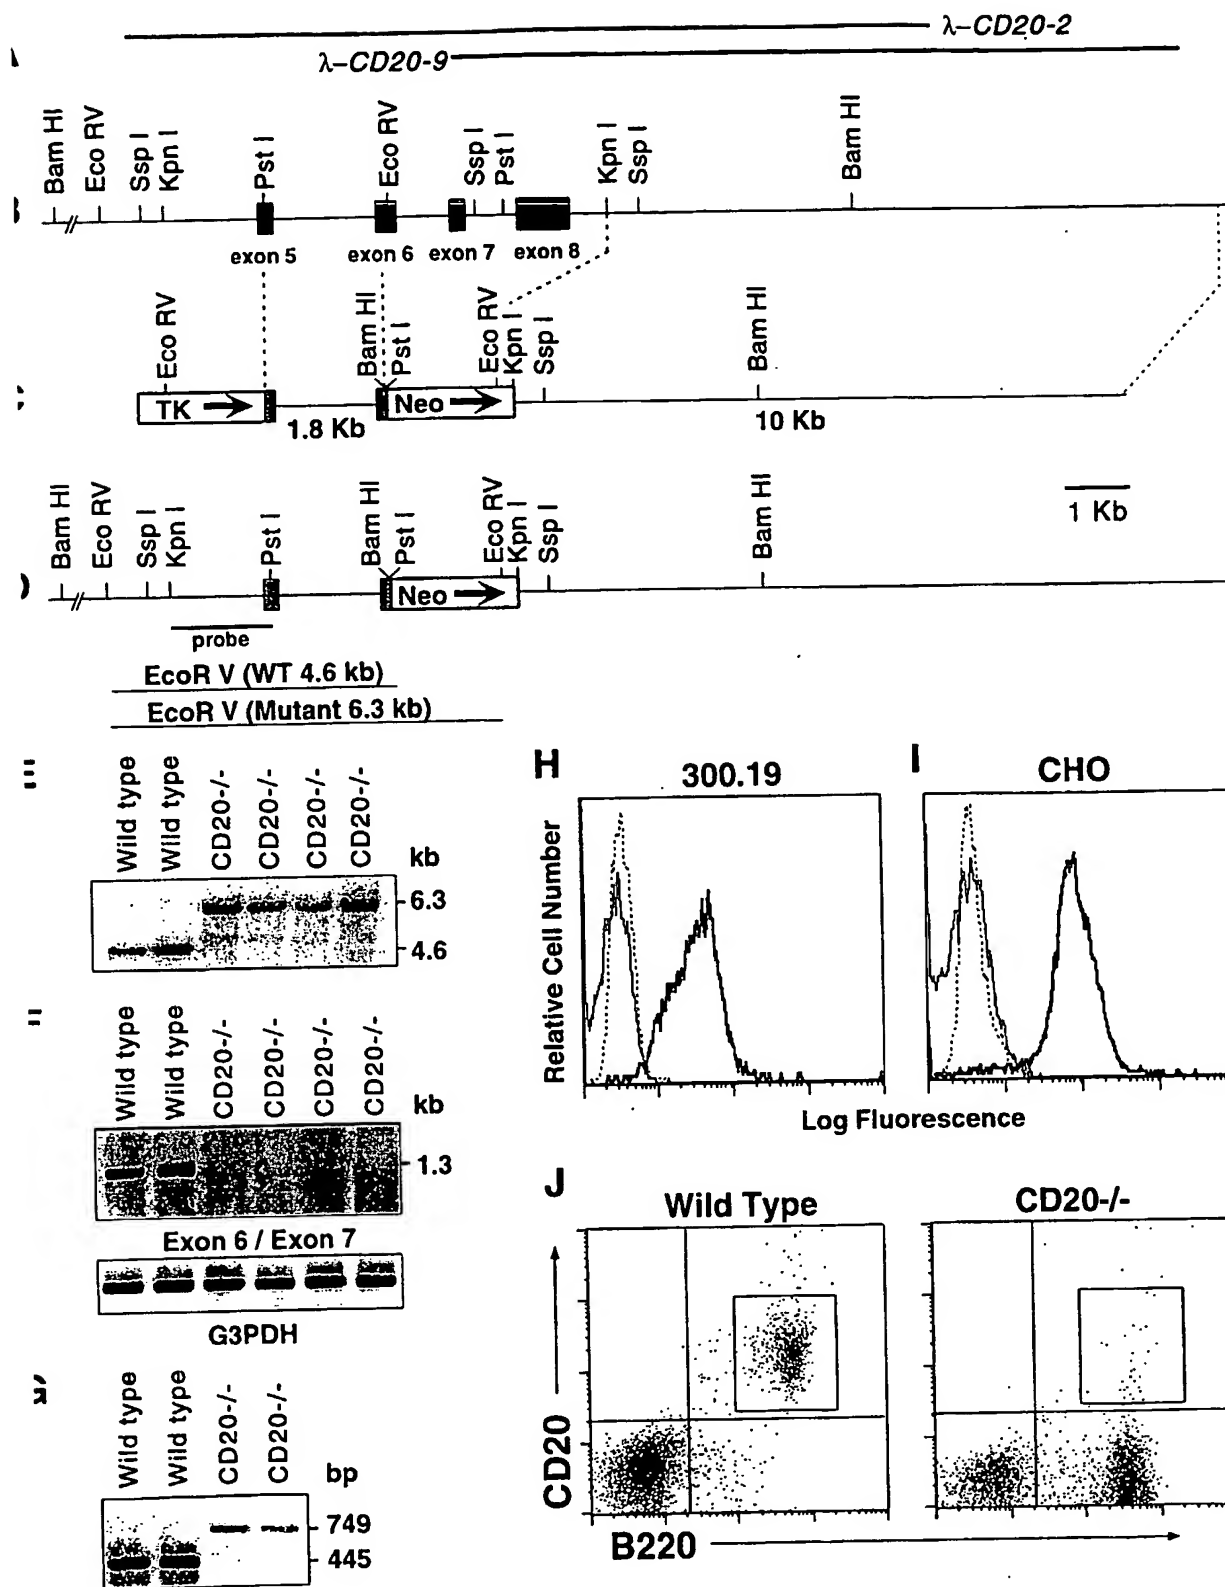 λ–CD20-2
λ–CD20-9
Bam HI
Eco RV
Ssp I
Kpn I
Pst I
Eco RV
Ssp I
Pst I
Kpn I
Ssp I
Bam HI
exon 5
exon 6
exon 7
exon 8
Eco RV
Bam HI
Pst I
Eco RV
Kpn I
Ssp I
Bam HI
TK
1.8 Kb
Neo
10 Kb
Bam HI
Eco RV
Ssp I
Kpn I
Pst I
Bam HI
Pst I
Eco RV
Kpn I
Ssp I
Bam HI
1 Kb
Neo
probe
EcoR V (WT 4.6 kb)
EcoR V (Mutant 6.3 kb)
Wild type
Wild type
CD20-/-
CD20-/-
CD20-/-
CD20-/-
kb
6.3
4.6
Wild type
Wild type
CD20-/-
CD20-/-
CD20-/-
CD20-/-
kb
1.3
Exon 6 / Exon 7
G3PDH
Wild type
Wild type
CD20-/-
CD20-/-
bp
749
445
H
300.19
I
CHO
Relative Cell Number
Log Fluorescence
J
Wild Type
CD20-/-
CD20
B220